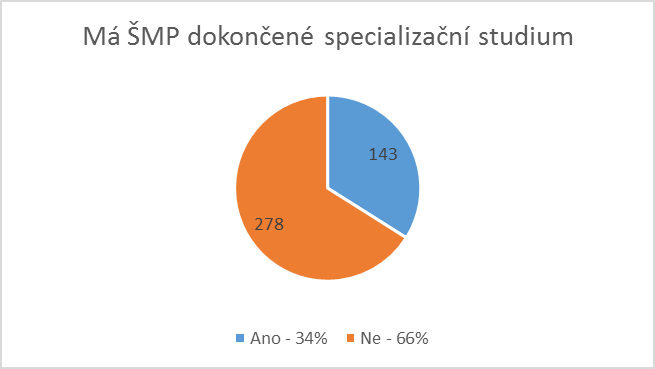 Má ŠMP dokončené specializační studium
143
278
Ano - 34% Ne - 66%